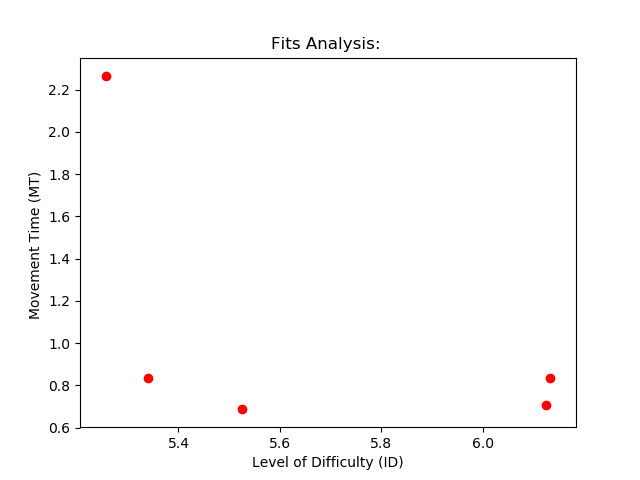 Fits Analysis:
Movement Time (MT)
2.2
2.0
1.8
1.6
1.4
1.2
1.0
0.8
0.6
5.4 5.6 5.8 6.0
Level of Difficulty (ID)